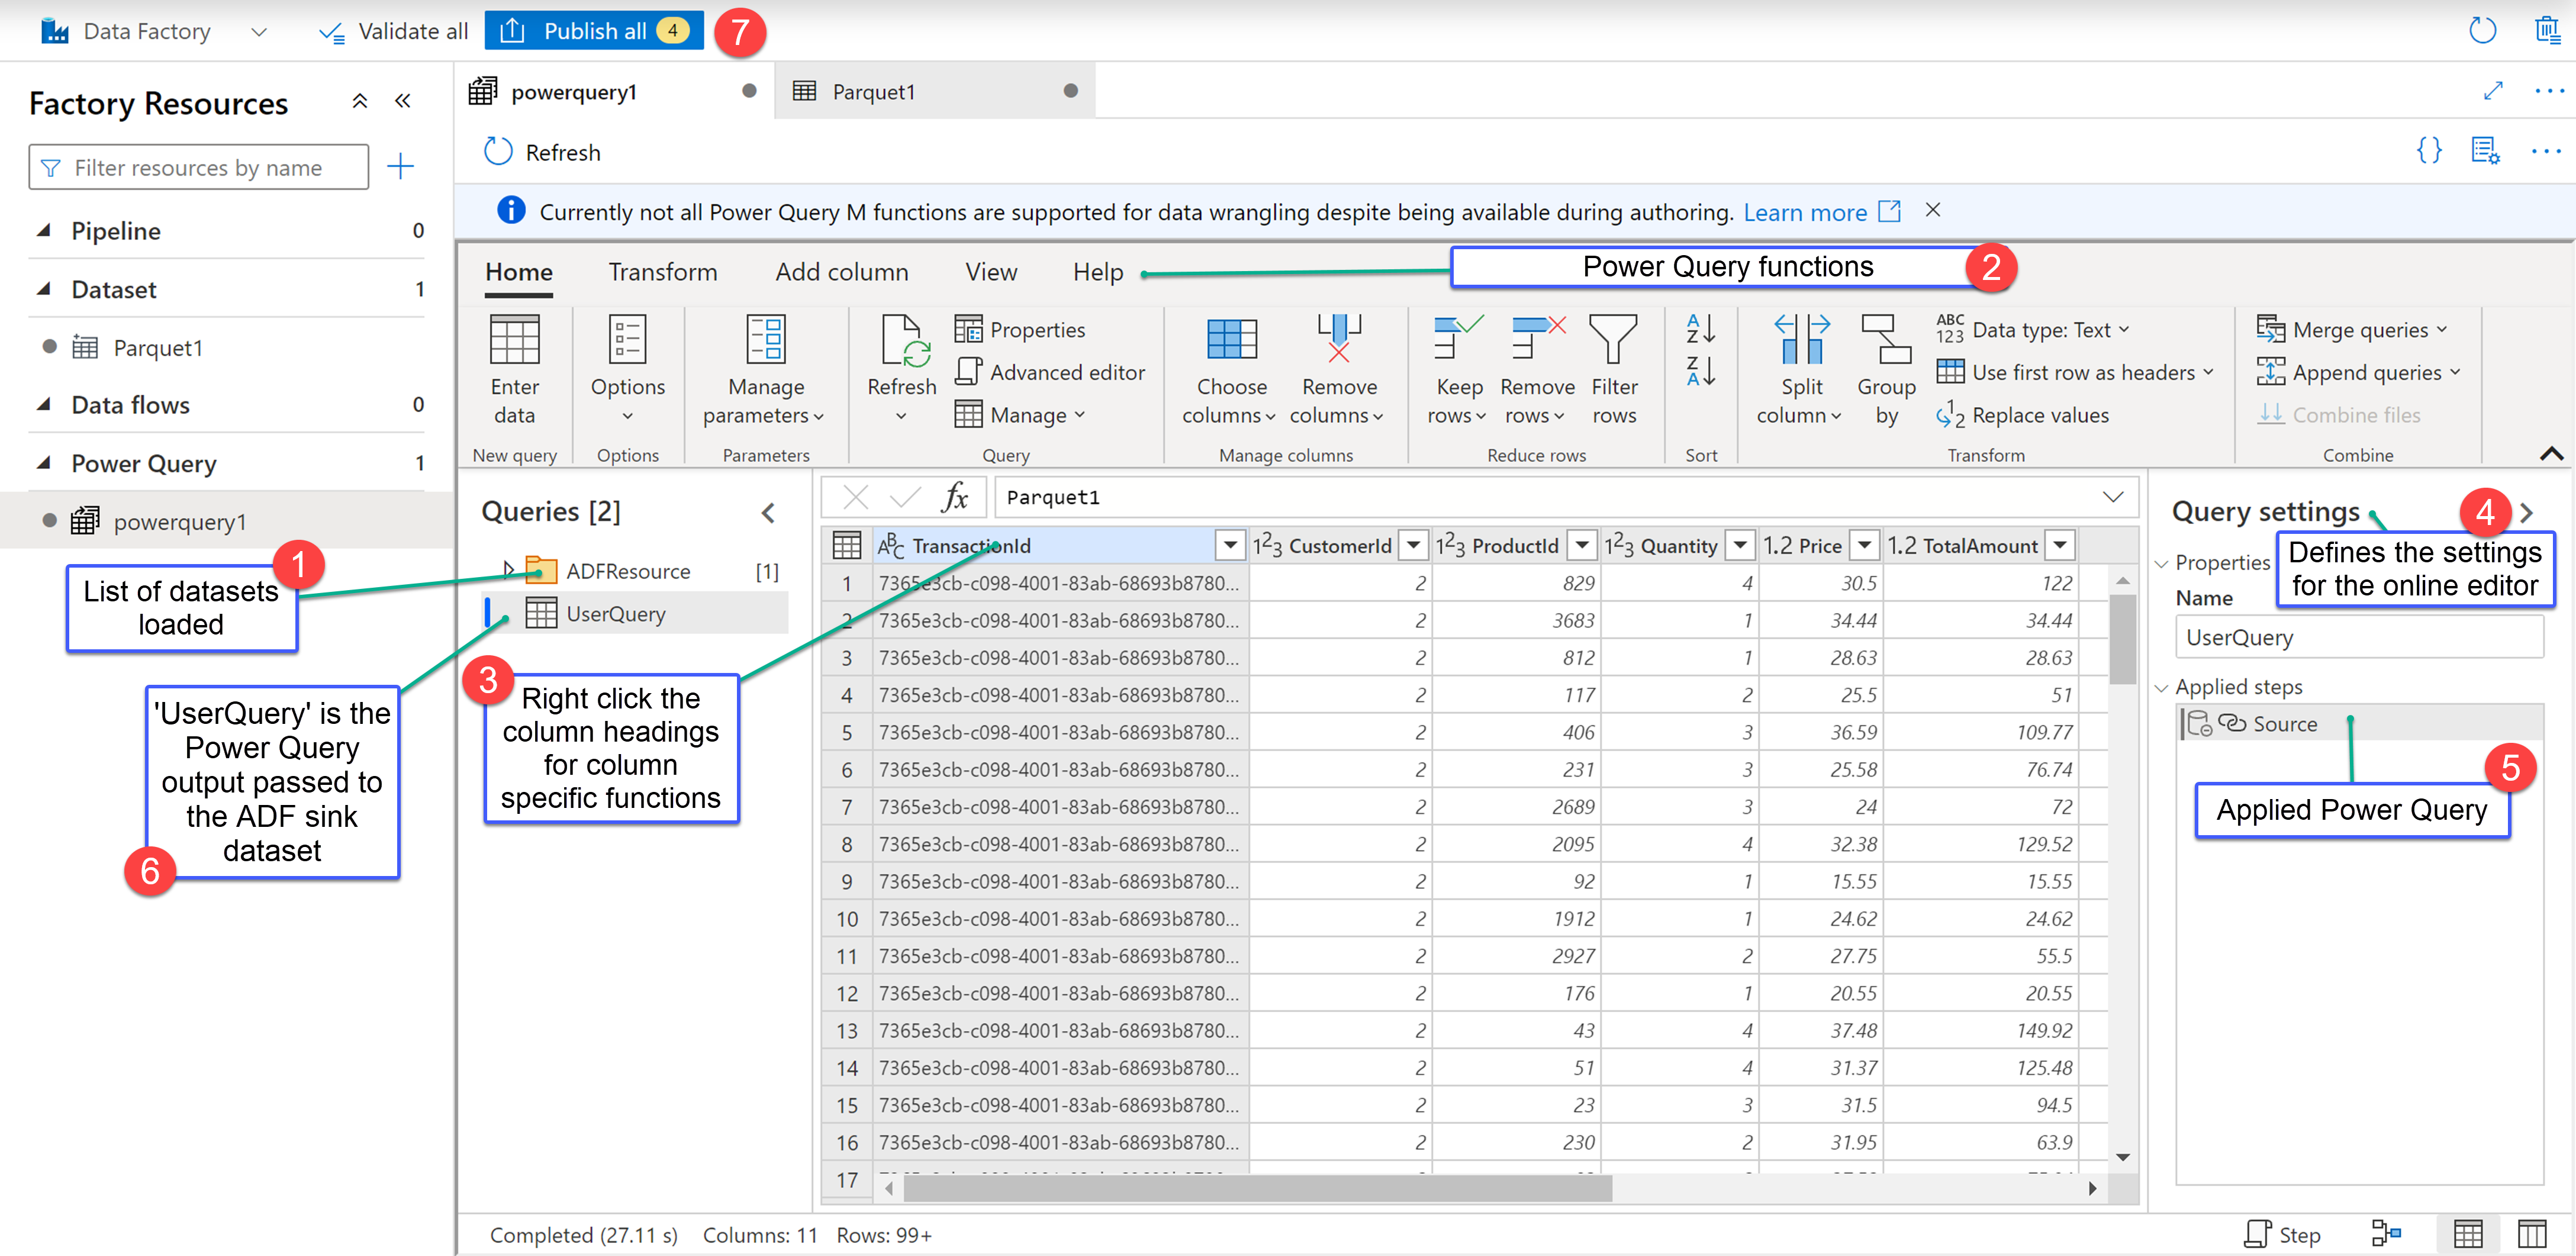 Data Factory
Validate all
Publish all 4
7
Factory Resources
powerquery1
Parquet1
Filter resources by name
Refresh
Currently not all Power Query M functions are supported for data wrangling despite being available during authoring. Learn more
Pipeline 0
Dataset 1
Parquet1
Data flows 0
Power Query 1
powerquery1
Home Transform Add column View Help
Power Query functions 2
Enter
data
New query
Options
Options
Manage
parameters
Parameters
Refresh
Properties
Advanced editor
Manage
Query
Choose
columns
Remove
columns
Manage columns
Keep
rows
Remove
rows
Filter
rows
Reduce rows
A
Z
Z
A
Sort
Split
column
Group
by
ABC
123
Data type: Text
Use first row as headers
1
2
Replace values
Transform
Merge queries
Append queries
Combine files
Combine
1
List of datasets
loaded
6
'UserQuery' is the
Power Query
output passed to
the ADF sink
dataset
Queries [2]
ADFResource [1]
UserQuery
3
Right click the
column headings
for column
specific functions
fx Parquet1
ABC TransactionId 123 CustomerId 123 ProductId 123 Quantity 1.2 Price 1.2 TotalAmount
1 7365e3cb-c098-4001-83ab-68693b8780... 2 829 4 30.5 122
2 7365e3cb-c098-4001-83ab-68693b8780... 2 3683 1 34.44 34.44
3 7365e3cb-c098-4001-83ab-68693b8780... 2 812 1 28.63 28.63
4 7365e3cb-c098-4001-83ab-68693b8780... 2 117 2 25.5 51
5 7365e3cb-c098-4001-83ab-68693b8780... 2 406 3 36.59 109.77
6 7365e3cb-c098-4001-83ab-68693b8780... 2 231 3 25.58 76.74
7 7365e3cb-c098-4001-83ab-68693b8780... 2 2689 3 24 72
8 7365e3cb-c098-4001-83ab-68693b8780... 2 2095 4 32.38 129.52
9 7365e3cb-c098-4001-83ab-68693b8780... 2 92 1 15.55 15.55
10 7365e3cb-c098-4001-83ab-68693b8780... 2 1912 1 24.62 24.62
11 7365e3cb-c098-4001-83ab-68693b8780... 2 2927 2 27.75 55.5
12 7365e3cb-c098-4001-83ab-68693b8780... 2 176 1 20.55 20.55
13 7365e3cb-c098-4001-83ab-68693b8780... 2 43 4 37.48 149.92
14 7365e3cb-c098-4001-83ab-68693b8780... 2 51 4 31.37 125.48
15 7365e3cb-c098-4001-83ab-68693b8780... 2 23 3 31.5 94.5
16 7365e3cb-c098-4001-83ab-68693b8780... 2 230 2 31.95 63.9
17
Query settings
4
Defines the settings
for the online editor
Properties
Name
UserQuery
Applied steps
Source
5
Applied Power Query
Completed (27.11 s) Columns: 11 Rows: 99+
Step